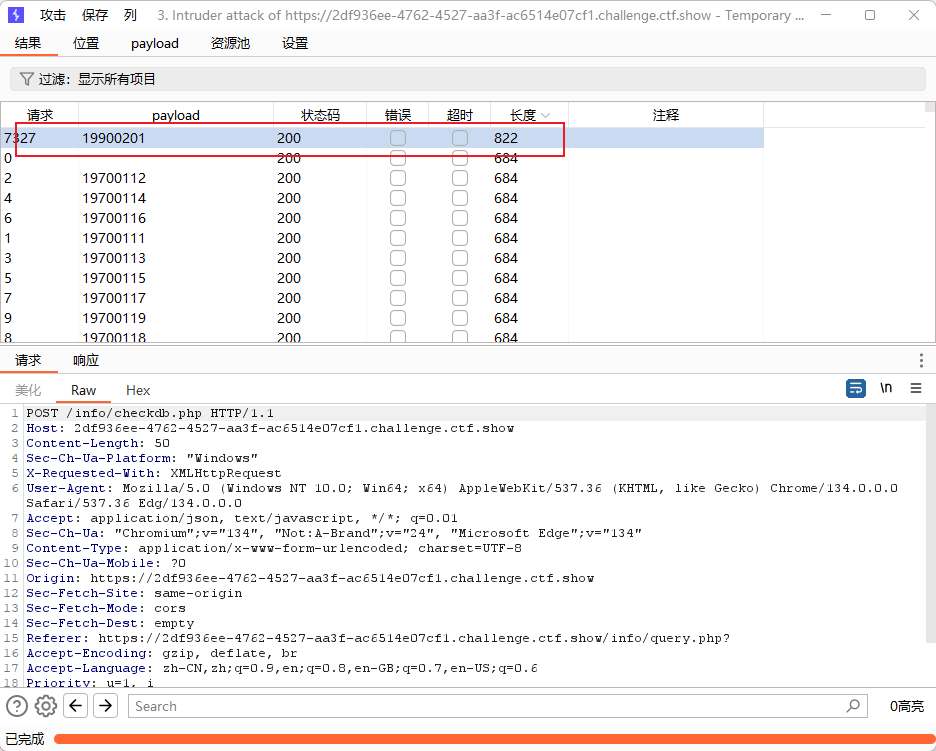 攻击 保存 列 3. Intruder attack of https://2df936ee-4762-4527-aa3f-ac6514e07cf1.challenge.ctf.show - Temporary ...
结果 位置 payload 资源池 设置
过滤：显示所有项目
请求 payload 状态码 错误 超时 长度 注释
7327 19900201 200 822
0 200 684
2 19700112 200 684
4 19700114 200 684
6 19700116 200 684
1 19700111 200 684
3 19700113 200 684
5 19700115 200 684
7 19700117 200 684
9 19700119 200 684
8 19700118 200 684
请求 响应
美化 Raw Hex \n
1 POST /info/checkdb.php HTTP/1.1
2 Host: 2df936ee-4762-4527-aa3f-ac6514e07cf1.challenge.ctf.show
3 Content-Length: 50
4 Sec-Ch-Ua-Platform: "Windows"
5 X-Requested-With: XMLHttpRequest
6 User-Agent: Mozilla/5.0 (Windows NT 10.0; Win64; x64) AppleWebKit/537.36 (KHTML, like Gecko) Chrome/134.0.0.0
Safari/537.36 Edg/134.0.0.0
7 Accept: application/json, text/javascript, */*; q=0.01
8 Sec-Ch-Ua: "Chromium";v="134", "Not:A-Brand";v="24", "Microsoft Edge";v="134"
9 Content-Type: application/x-www-form-urlencoded; charset=UTF-8
10 Sec-Ch-Ua-Mobile: ?0
11 Origin: https://2df936ee-4762-4527-aa3f-ac6514e07cf1.challenge.ctf.show
12 Sec-Fetch-Site: same-origin
13 Sec-Fetch-Mode: cors
14 Sec-Fetch-Dest: empty
15 Referer: https://2df936ee-4762-4527-aa3f-ac6514e07cf1.challenge.ctf.show/info/query.php?
16 Accept-Encoding: gzip, deflate, br
17 Accept-Language: zh-CN,zh;q=0.9,en;q=0.8,en-GB;q=0.7,en-US;q=0.6
18 Priority: u=1, i
Search 0高亮
已完成